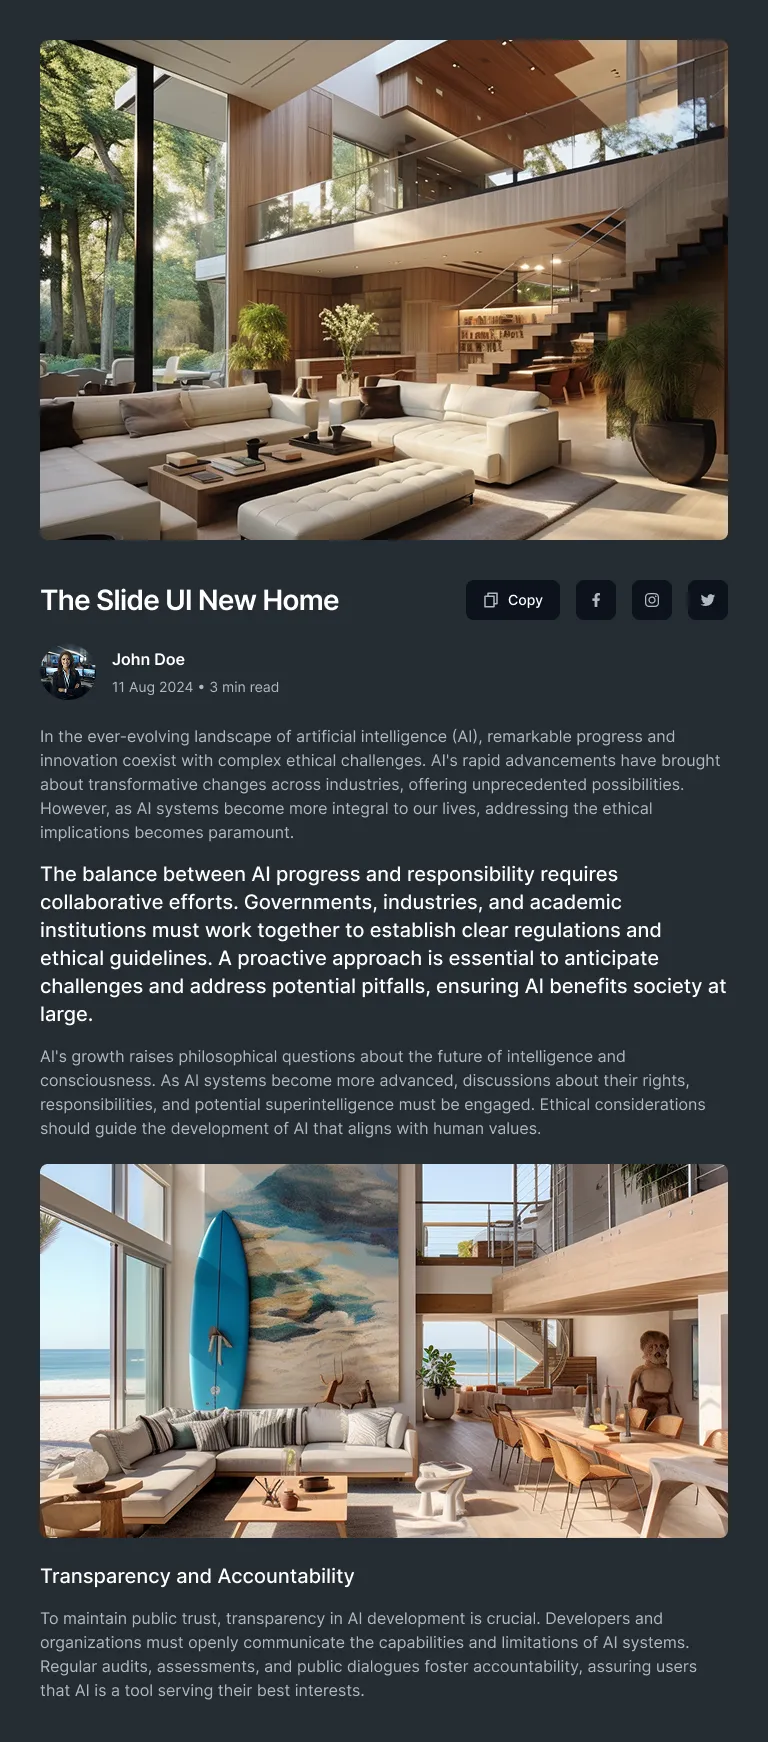 The Slide UI New Home
Copy
John Doe
11 Aug 2024 • 3 min read
In the ever-evolving landscape of artificial intelligence (AI), remarkable progress and
innovation coexist with complex ethical challenges. AI's rapid advancements have brought
about transformative changes across industries, offering unprecedented possibilities.
However, as AI systems become more integral to our lives, addressing the ethical
implications becomes paramount.
The balance between AI progress and responsibility requires
collaborative efforts. Governments, industries, and academic
institutions must work together to establish clear regulations and
ethical guidelines. A proactive approach is essential to anticipate
challenges and address potential pitfalls, ensuring AI benefits society at
large.
AI's growth raises philosophical questions about the future of intelligence and
consciousness. As AI systems become more advanced, discussions about their rights,
responsibilities, and potential superintelligence must be engaged. Ethical considerations
should guide the development of AI that aligns with human values.
Transparency and Accountability
To maintain public trust, transparency in AI development is crucial. Developers and
organizations must openly communicate the capabilities and limitations of AI systems.
Regular audits, assessments, and public dialogues foster accountability, assuring users
that AI is a tool serving their best interests.